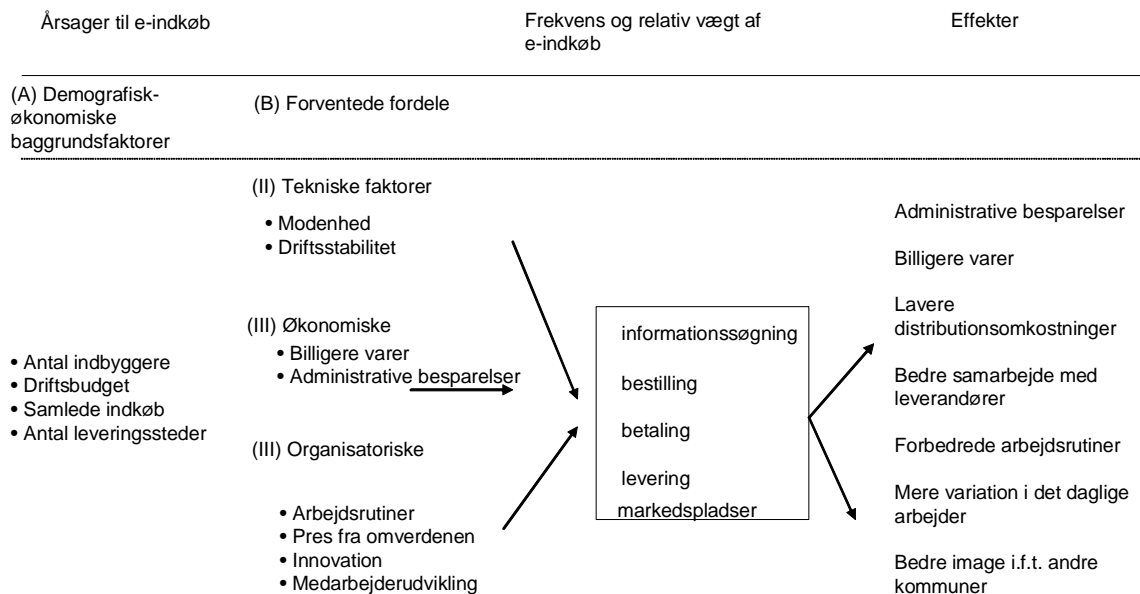 Årsager til e-indkøb
Frekvens og relativ vægt af
e-indkøb
Effekter
(A) Demografisk-
økonomiske
baggrundsfaktorer
(B) Forventede fordele
• Antal indbyggere
• Driftsbudget
• Samlede indkøb
• Antal leveringssteder
(II) Tekniske faktorer
• Modenhed
• Driftsstabilitet
(III) Økonomiske
• Billigere varer
• Administrative besparelser
(III) Organisatoriske
• Arbejdsrutiner
• Pres fra omverdenen
• Innovation
• Medarbejderudvikling
informationssøgning
bestilling
betaling
levering
markedspladser
Administrative besparelser
Billigere varer
Lavere
distributionsomkostninger
Bedre samarbejde med
leverandører
Forbedrede arbejdsrutiner
Mere variation i det daglige
arbejder
Bedre image i.f.t. andre
kommuner